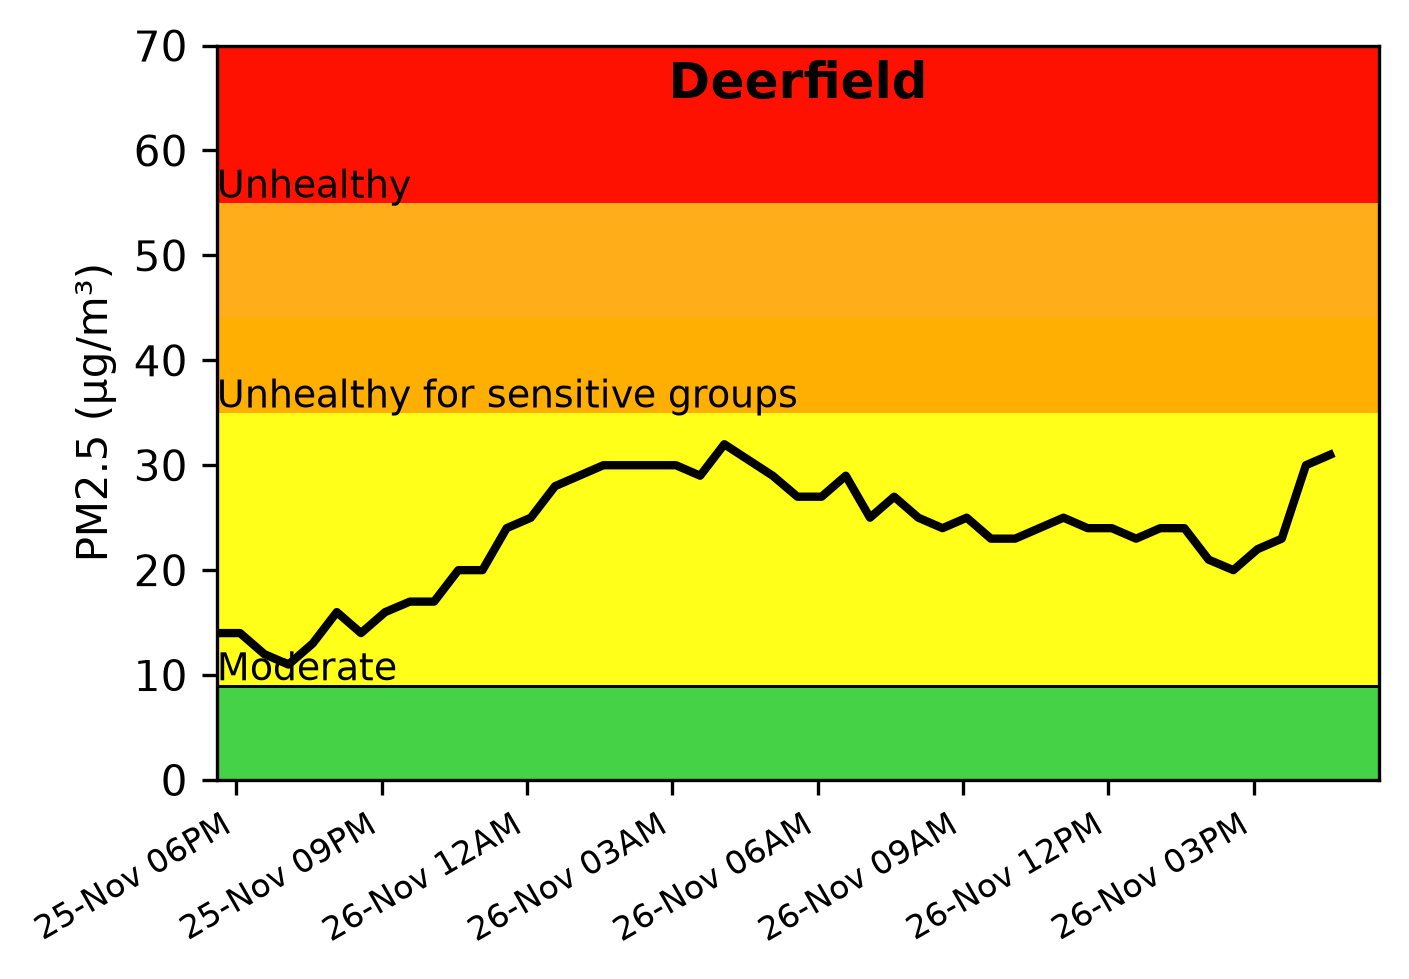 Deerfield
70
60
50
40
30
20
10
0
PM2.5 (µg/m³)
Unhealthy
Unhealthy for sensitive groups
Moderate
25-Nov 06PM
25-Nov 09PM
26-Nov 12AM
26-Nov 03AM
26-Nov 06AM
26-Nov 09AM
26-Nov 12PM
26-Nov 03PM